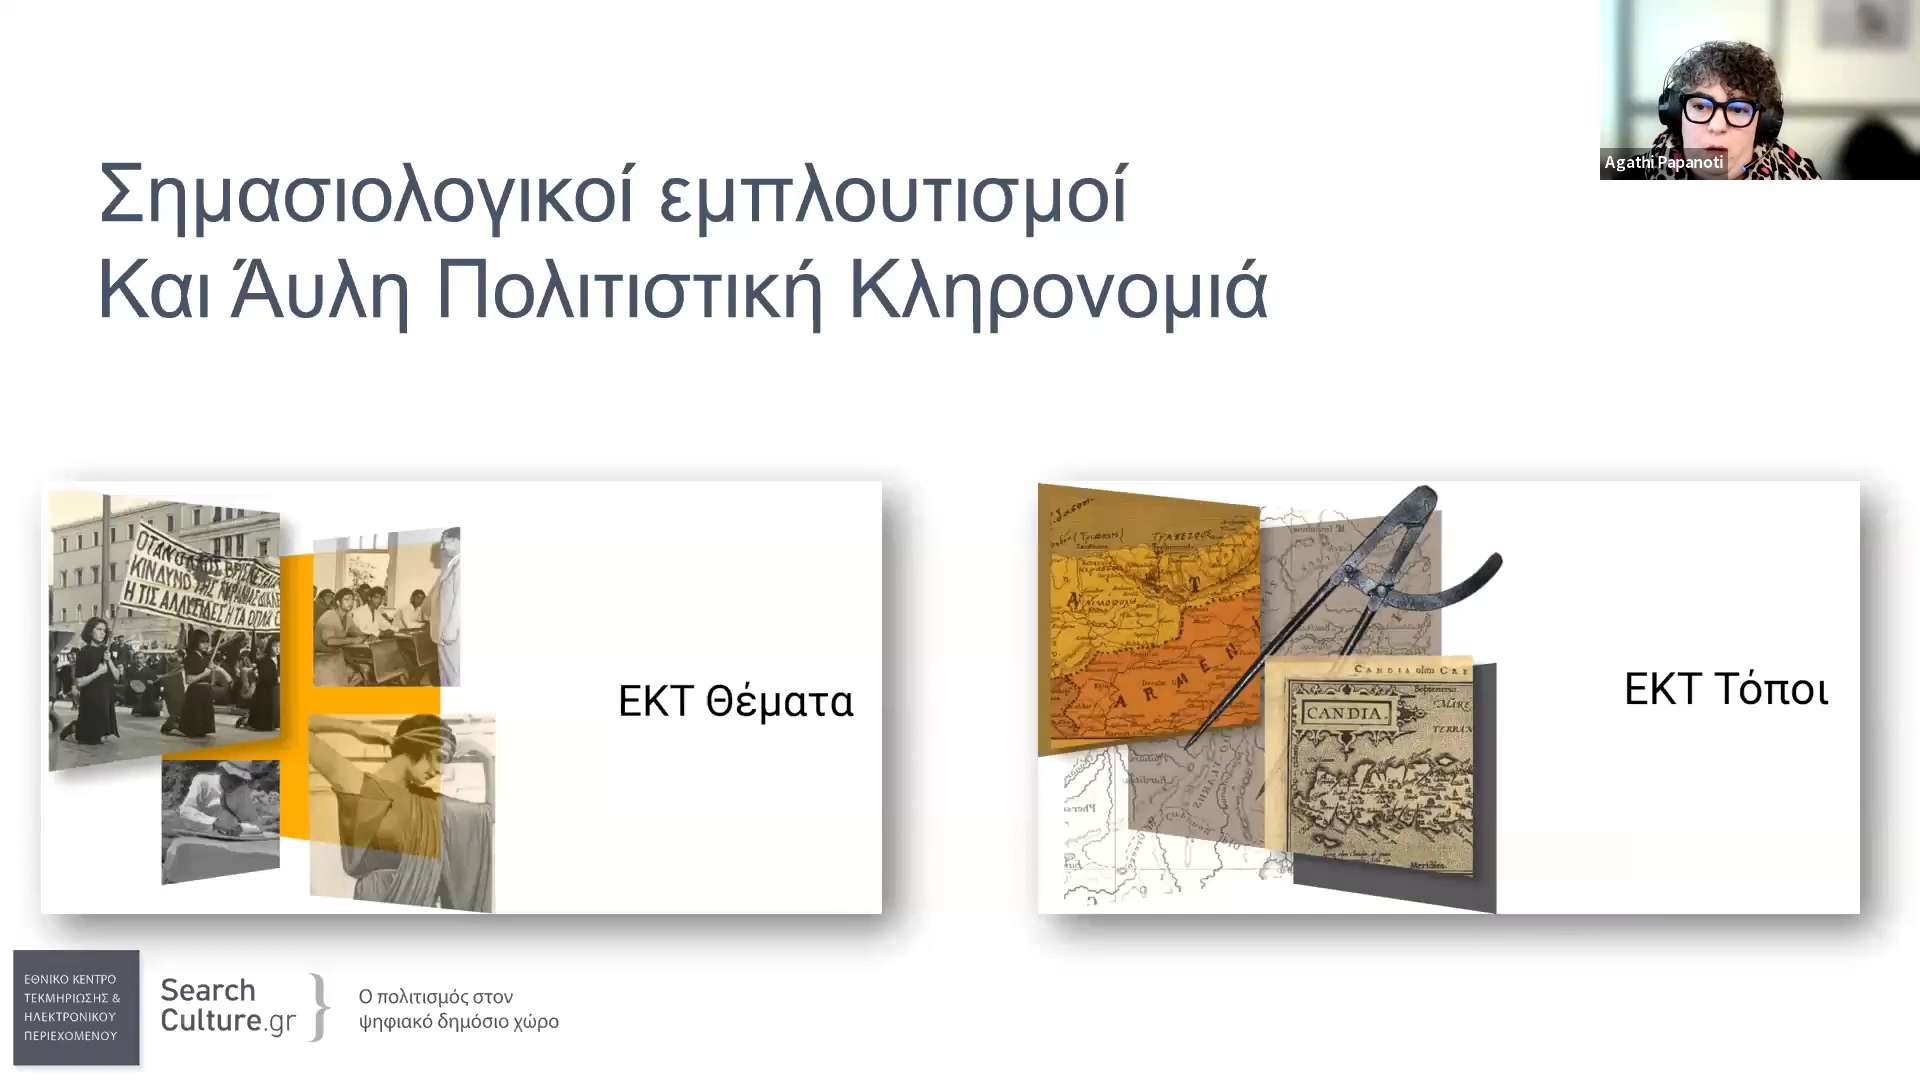 Agathi Papanoti
Σημασιολογικοί εμπλουτισμοί
Και Άυλη Πολιτιστική Κληρονομιά
ΕΚΤ Θέματα
ΕΚΤ Τόποι
CANDIA.
ΕΘΝΙΚΟ ΚΕΝΤΡΟ
ΤΕΚΜΗΡΙΩΣΗΣ &
ΗΛΕΚΤΡΟΝΙΚΟΥ
ΠΕΡΙΕΧΟΜΕΝΟΥ
Search
Culture.gr
Ο πολιτισμός στον
ψηφιακό δημόσιο χώρο